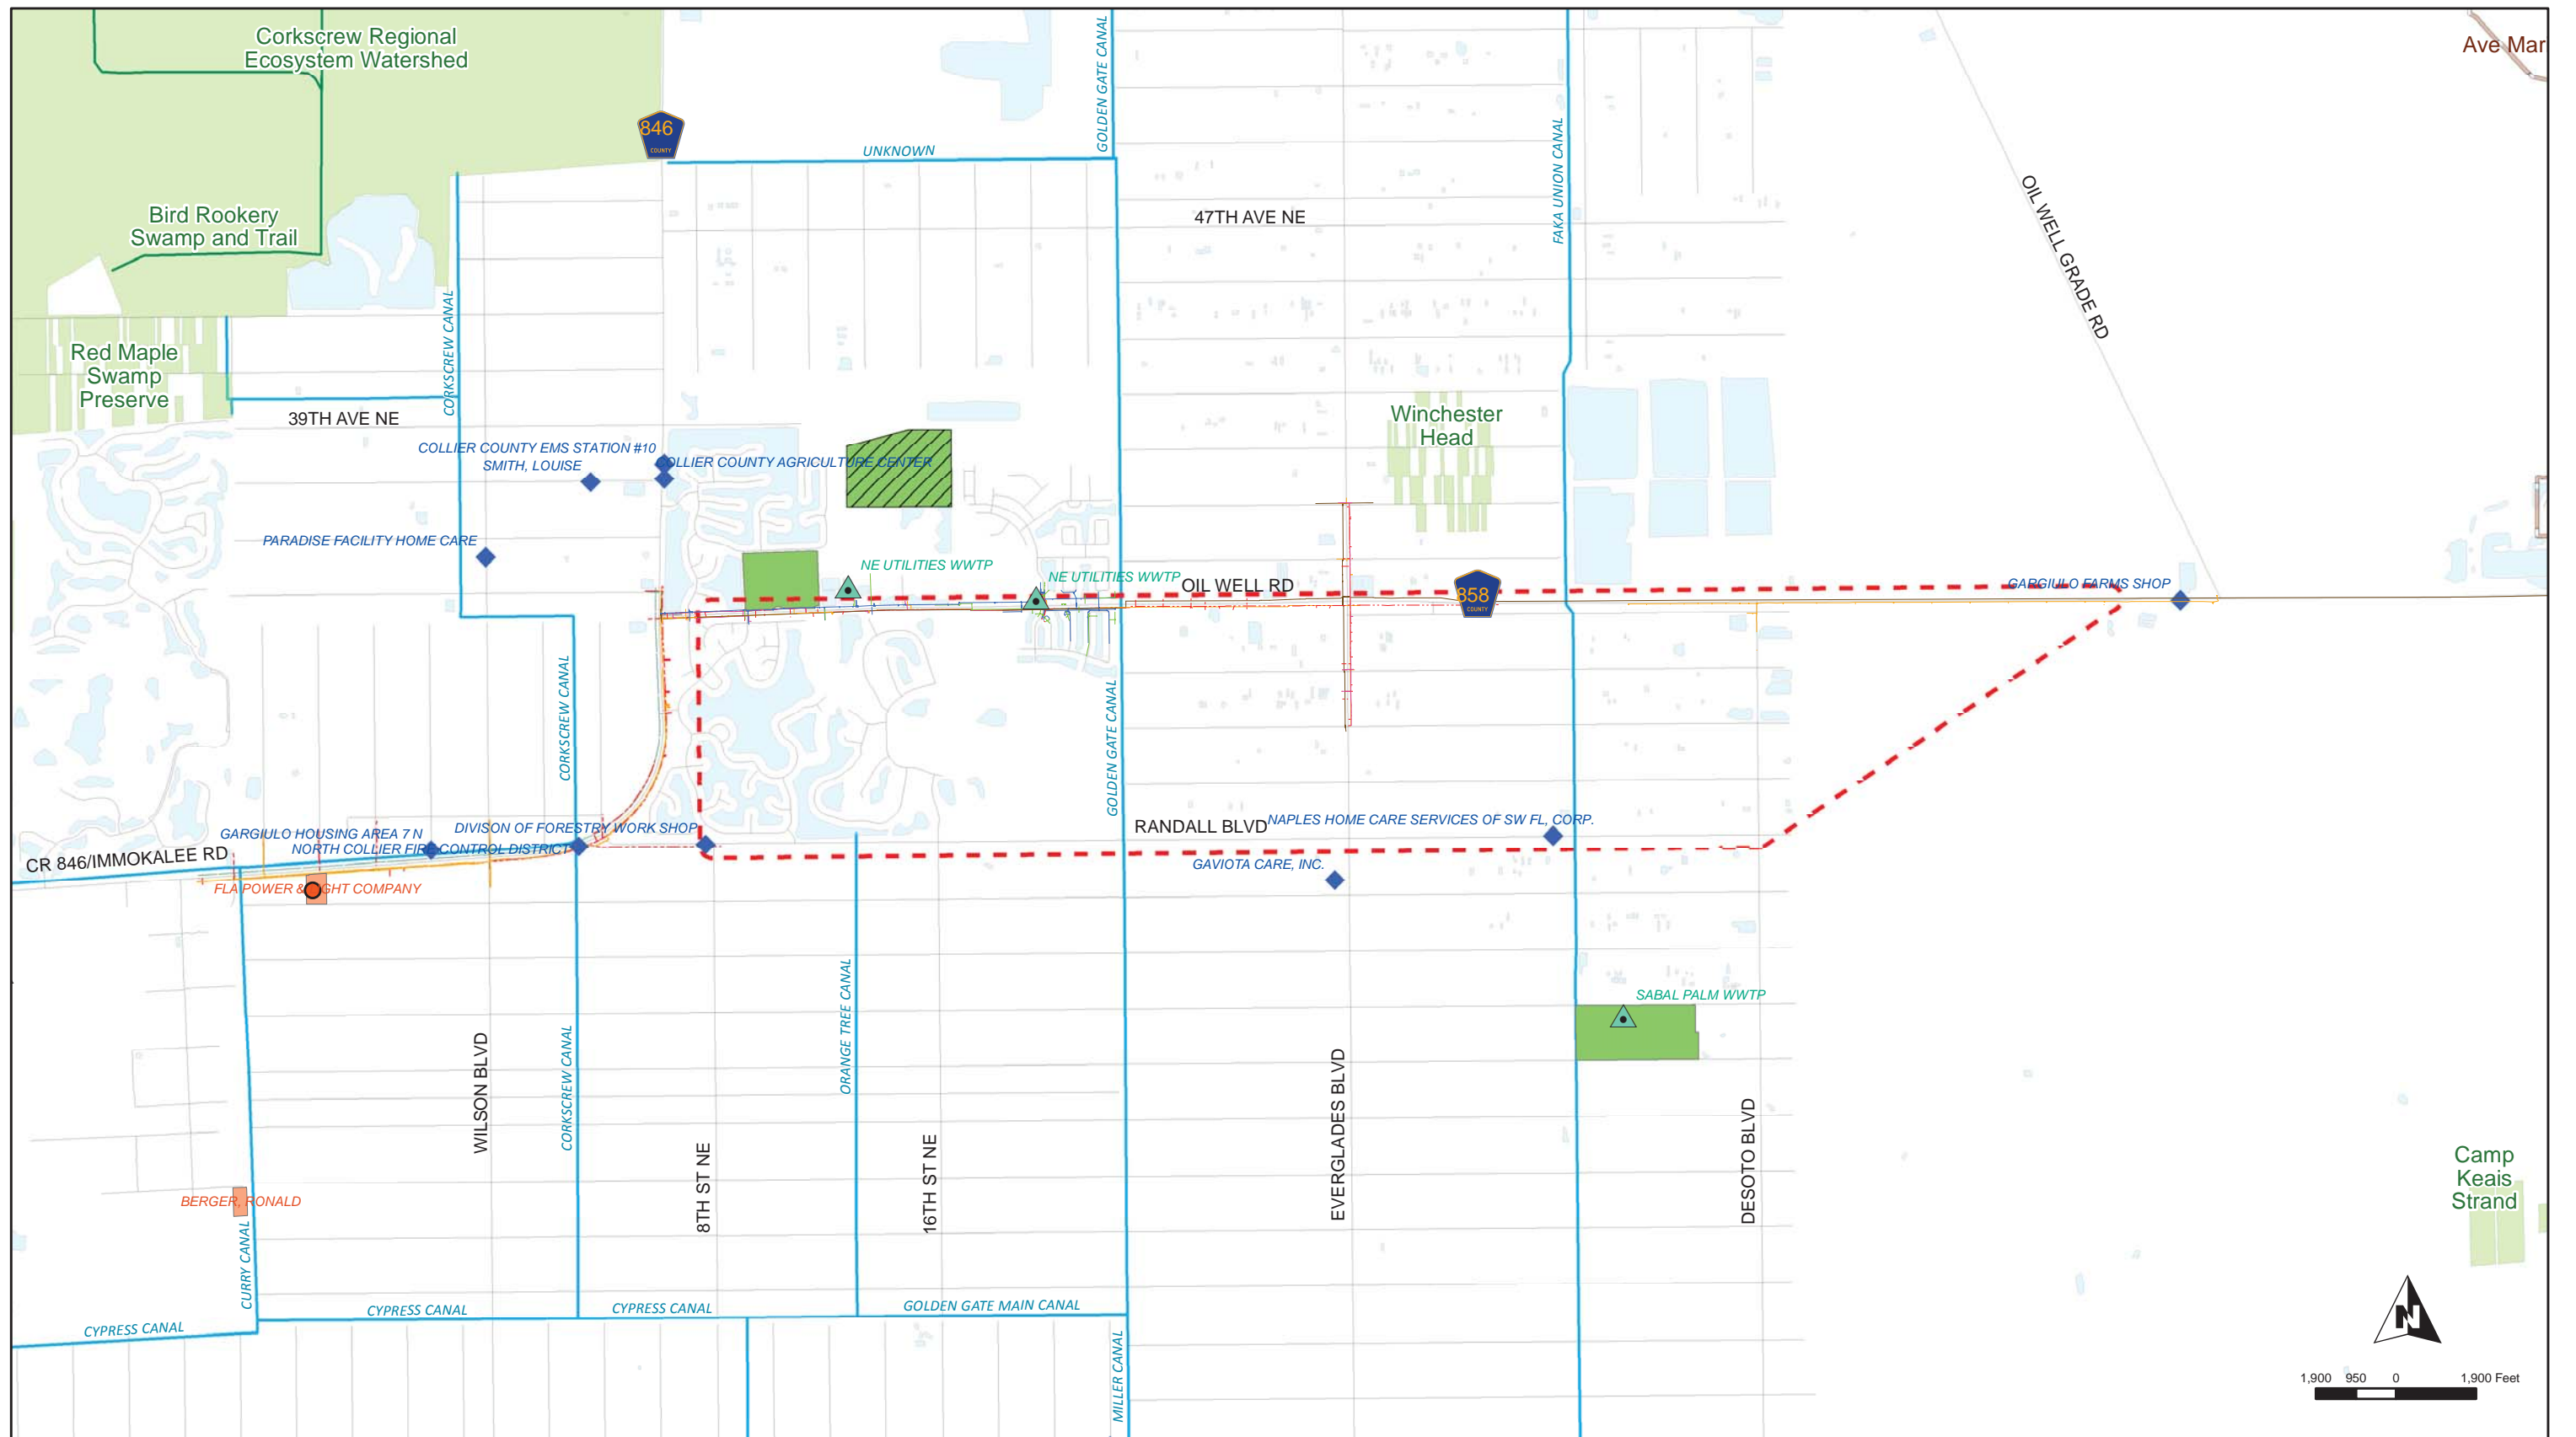 Corkscrew Regional
Ecosystem Watershed
Ave Mar
GOLDEN GATE CANAL
846
COUNTY
UNKNOWN
FAKA UNION CANAL
Bird Rookery
Swamp and Trail
47TH AVE NE
OIL WELL GRADE RD
CORKSCREW CANAL
Red Maple
Swamp
Preserve
39TH AVE NE
Winchester
Head
COLLIER COUNTY EMS STATION #10
SMITH, LOUISE
COLLIER COUNTY AGRICULTURE CENTER
PARADISE FACILITY HOME CARE
NE UTILITIES WWTP
NE UTILITIES WWTP
OIL WELL RD
858
COUNTY
GARGIULO FARMS SHOP
CORKSCREW CANAL
GOLDEN GATE CANAL
GARGIULO HOUSING AREA 7 N
DIVISON OF FORESTRY WORK SHOP
RANDALL BLVD
NAPLES HOME CARE SERVICES OF SW FL, CORP.
NORTH COLLIER FIRE CONTROL DISTRICT
CR 846/IMMOKALEE RD
GAVIOTA CARE, INC.
FLA POWER & LIGHT COMPANY
SABAL PALM WWTP
ORANGE TREE CANAL
WILSON BLVD
CORKSCREW CANAL
8TH ST NE
16TH ST NE
EVERGLADES BLVD
DESOTO BLVD
Camp
Keais
Strand
BERGER, RONALD
CURRY CANAL
CYPRESS CANAL
CYPRESS CANAL
CYPRESS CANAL
GOLDEN GATE MAIN CANAL
MILLER CANAL
N
1,900 950 0 1,900 Feet